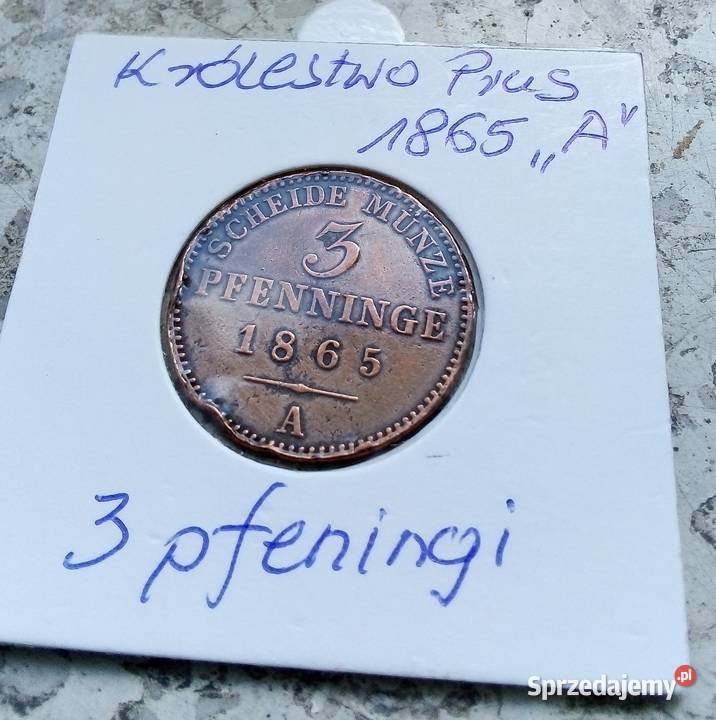 Królestwo Prus
1865 „A”
SCHEIDE MÜNZE
3
PFENNINGE
1865
A
3 pfeningi
Sprzedajemy.pl